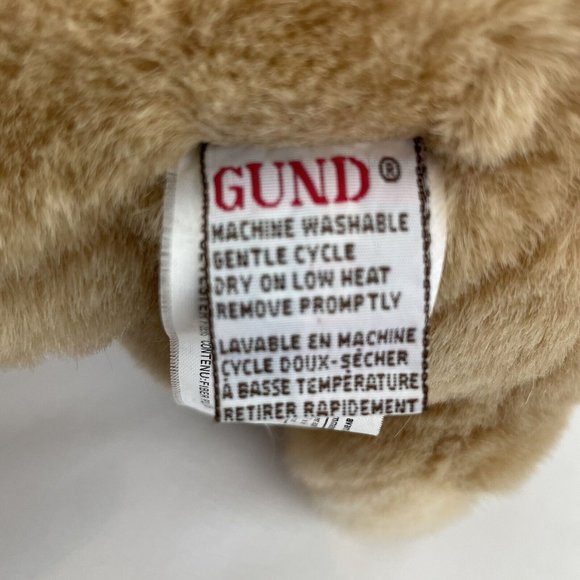 GUND®
MACHINE WASHABLE
GENTLE CYCLE
DRY ON LOW HEAT
REMOVE PROMPTLY
LAVABLE EN MACHINE
CYCLE DOUX-SÉCHER
À BASSE TEMPÉRATURE
RETIRER RAPIDEMENT
CONTENU: